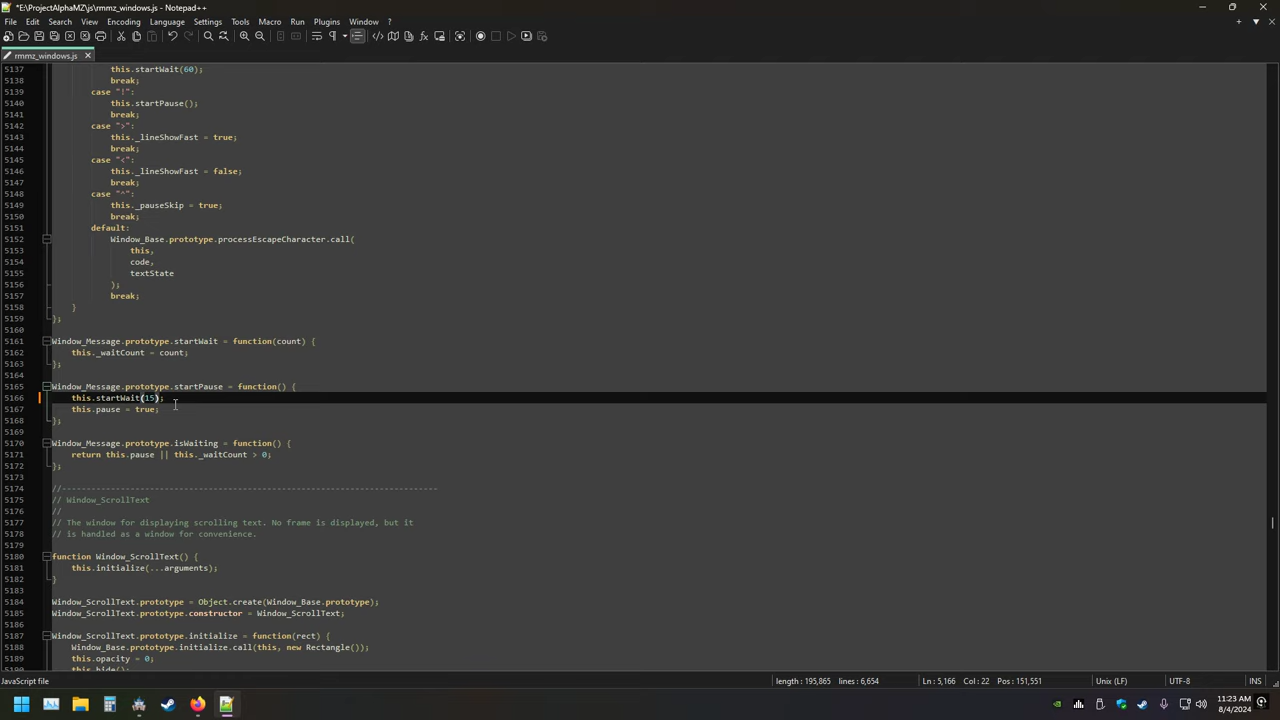 *E:\ProjectAlphaMZ\js\rmmz_windows.js - Notepad++
File Edit Search View Encoding Language Settings Tools Macro Run Plugins Window ?
rmmz_windows.js
5137 this.startWait(60);
5138 break;
5139 case "!":
5140 this.startPause();
5141 break;
5142 case ">":
5143 this._lineShowFast = true;
5144 break;
5145 case "<":
5146 this._lineShowFast = false;
5147 break;
5148 case "^":
5149 this._pauseSkip = true;
5150 break;
5151 default:
5152 Window_Base.prototype.processEscapeCharacter.call(
5153 this,
5154 code,
5155 textState
5156 );
5157 break;
5158 }
5159 };
5160
5161 Window_Message.prototype.startWait = function(count) {
5162 this._waitCount = count;
5163 };
5164
5165 Window_Message.prototype.startPause = function() {
5166 this.startWait(15);
5167 this.pause = true;
5168 };
5169
5170 Window_Message.prototype.isWaiting = function() {
5171 return this.pause || this._waitCount > 0;
5172 };
5173
5174 //-----------------------------------------------------------------------------
5175 // Window_ScrollText
5176 //
5177 // The window for displaying scrolling text. No frame is displayed, but it
5178 // is handled as a window for convenience.
5179
5180 function Window_ScrollText() {
5181 this.initialize(...arguments);
5182 }
5183
5184 Window_ScrollText.prototype = Object.create(Window_Base.prototype);
5185 Window_ScrollText.prototype.constructor = Window_ScrollText;
5186
5187 Window_ScrollText.prototype.initialize = function(rect) {
5188 Window_Base.prototype.initialize.call(this, new Rectangle());
5189 this.opacity = 0;
5190 this.hide();
JavaScript file length : 195,865 lines : 6,654 Ln : 5,166 Col : 22 Pos : 151,551 Unix (LF) UTF-8 INS
11:23 AM
8/4/2024